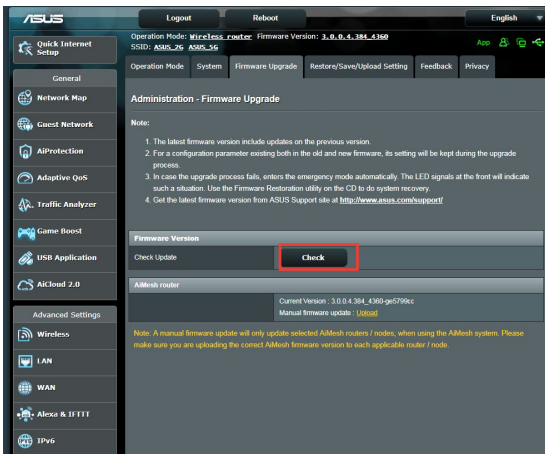 ASUS
Logout
Reboot
English
Quick Internet
Setup
Operation Mode: Wireless router Firmware Version: 3.0.0.4.384_4360
SSID: ASUS_2G ASUS_5G
App
Operation Mode
System
Firmware Upgrade
Restore/Save/Upload Setting
Feedback
Privacy
General
Network Map
Guest Network
AiProtection
Adaptive QoS
Traffic Analyzer
Game Boost
USB Application
AiCloud 2.0
Advanced Settings
Wireless
LAN
WAN
Alexa & IFTTT
IPv6
Administration - Firmware Upgrade
Note:
1. The latest firmware version include updates on the previous version.
2. For a configuration parameter existing both in the old and new firmware, its setting will be kept during the upgrade
process.
3. In case the upgrade process fails, enters the emergency mode automatically. The LED signals at the front will indicate
such a situation. Use the Firmware Restoration utility on the CD to do system recovery.
4. Get the latest firmware version from ASUS Support site at http://www.asus.com/support/
Firmware Version
Check Update
Check
AiMesh router
Current Version : 3.0.0.4.384_4360-ge5799cc
Manual firmware update : Upload
Note: A manual firmware update will only update selected AiMesh routers / nodes, when using the AiMesh system. Please
make sure you are uploading the correct AiMesh firmware version to each applicable router / node.